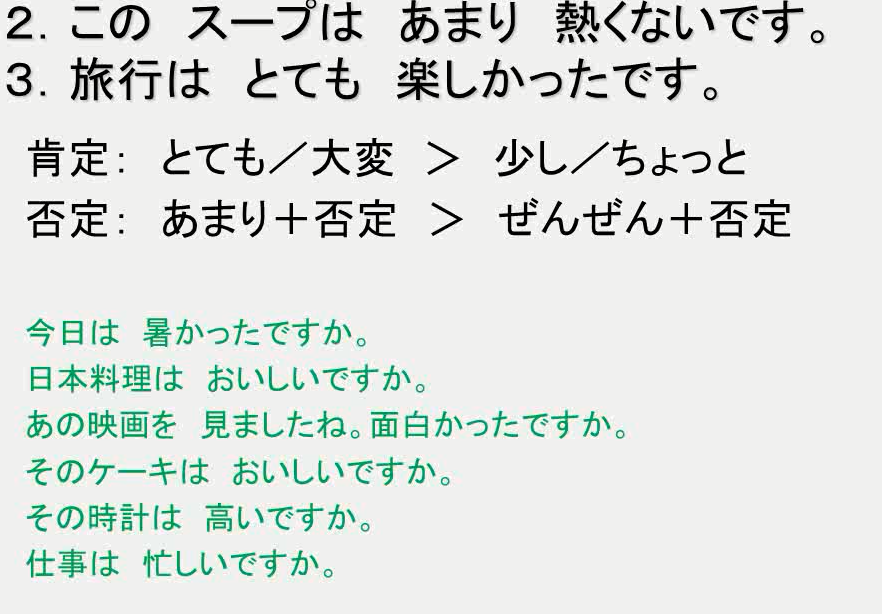 ２．この　スープは　あまり　熱くないです。
３．旅行は　とても　楽しかったです。
肯定：　とても／大変　＞　少し／ちょっと
否定：　あまり＋否定　＞　ぜんぜん＋否定
今日は　暑かったですか。
日本料理は　おいしいですか。
あの映画を　見ましたね。面白かったですか。
そのケーキは　おいしいですか。
その時計は　高いですか。
仕事は　忙しいですか。